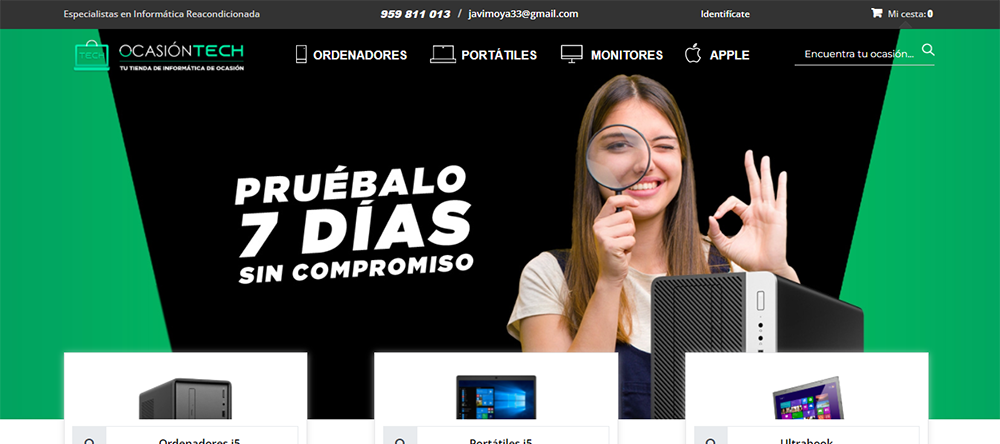 Especialistas en Informática Reacondicionada
959 811 013 / javimoya33@gmail.com
Identifícate
Mi cesta: 0
TECH
OCASIÓNTECH
TU TIENDA DE INFORMÁTICA DE OCASIÓN
ORDENADORES
PORTÁTILES
MONITORES
APPLE
Encuentra tu ocasión...
PRUÉBALO
7 DÍAS
SIN COMPROMISO
Ordenadores i5
Portátiles i5
Ultrabook